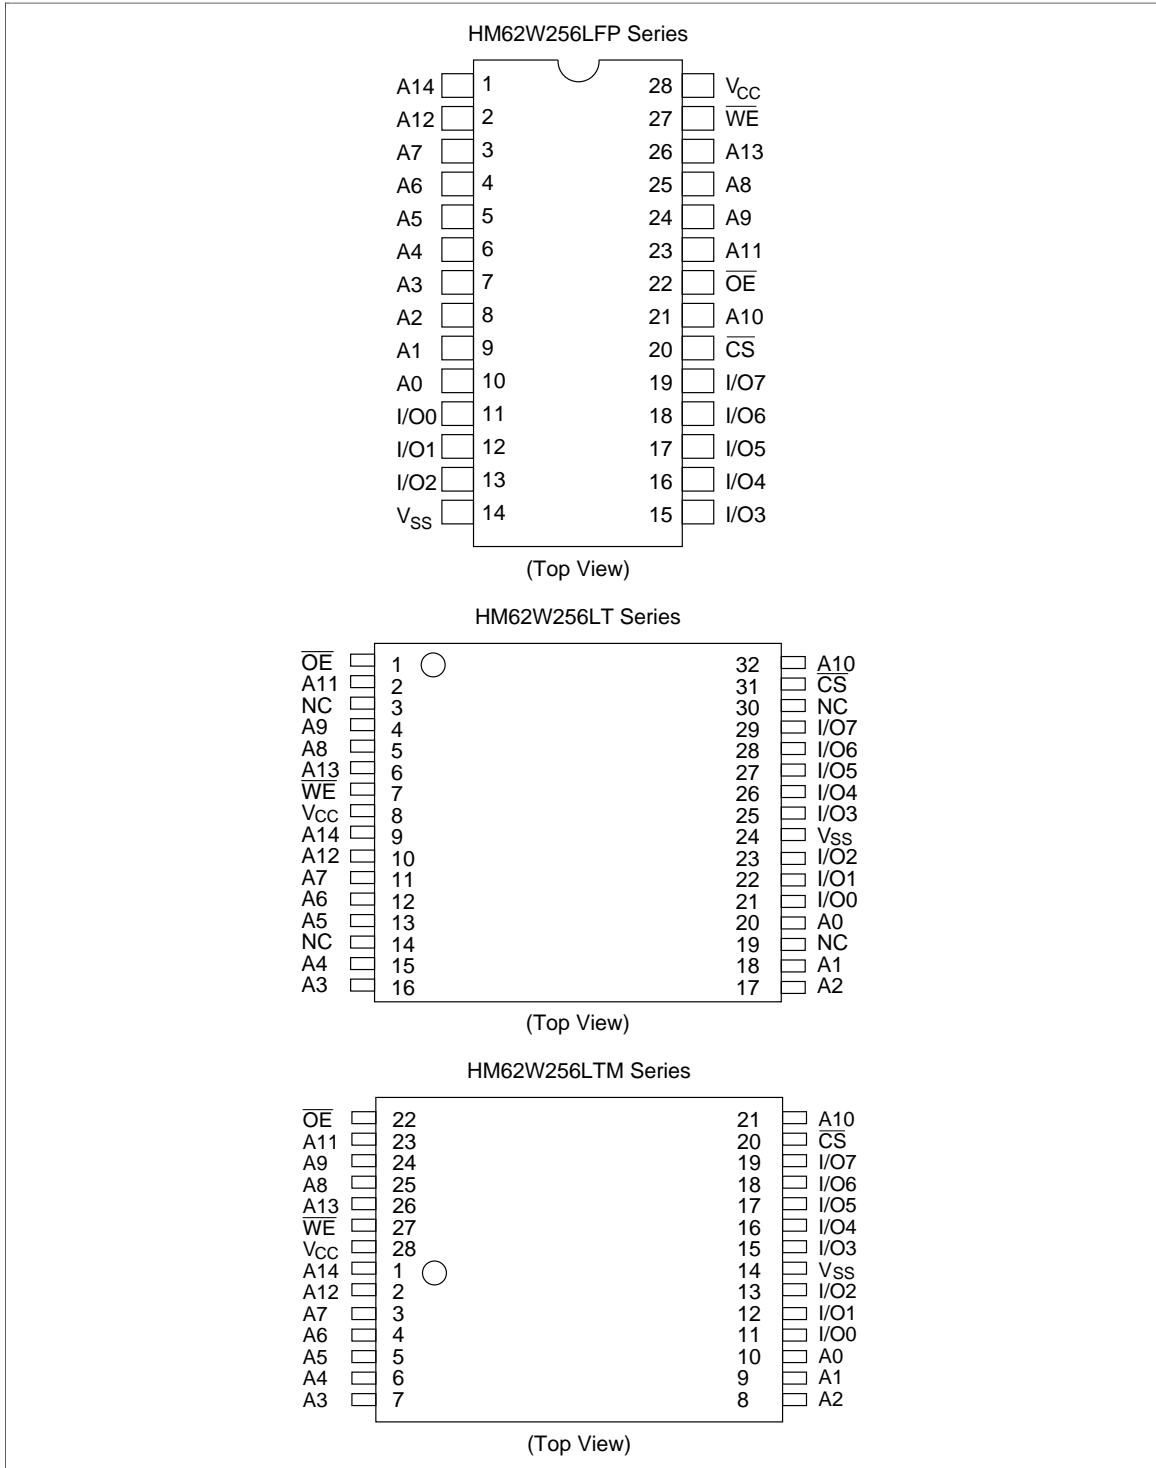 HM62W256LFP Series
A14 1 28 VCC
A12 2 27 W̅E̅
A7 3 26 A13
A6 4 25 A8
A5 5 24 A9
A4 6 23 A11
A3 7 22 O̅E̅
A2 8 21 A10
A1 9 20 C̅S̅
A0 10 19 I/O7
I/O0 11 18 I/O6
I/O1 12 17 I/O5
I/O2 13 16 I/O4
VSS 14 15 I/O3
(Top View)
HM62W256LT Series
O̅E̅ 1 32 A10
A11 2 31 C̅S̅
NC 3 30 NC
A9 4 29 I/O7
A8 5 28 I/O6
A13 6 27 I/O5
W̅E̅ 7 26 I/O4
VCC 8 25 I/O3
A14 9 24 VSS
A12 10 23 I/O2
A7 11 22 I/O1
A6 12 21 I/O0
A5 13 20 A0
NC 14 19 NC
A4 15 18 A1
A3 16 17 A2
(Top View)
HM62W256LTM Series
O̅E̅ 22 21 A10
A11 23 20 C̅S̅
A9 24 19 I/O7
A8 25 18 I/O6
A13 26 17 I/O5
W̅E̅ 27 16 I/O4
VCC 28 15 I/O3
A14 1 14 VSS
A12 2 13 I/O2
A7 3 12 I/O1
A6 4 11 I/O0
A5 5 10 A0
A4 6 9 A1
A3 7 8 A2
(Top View)